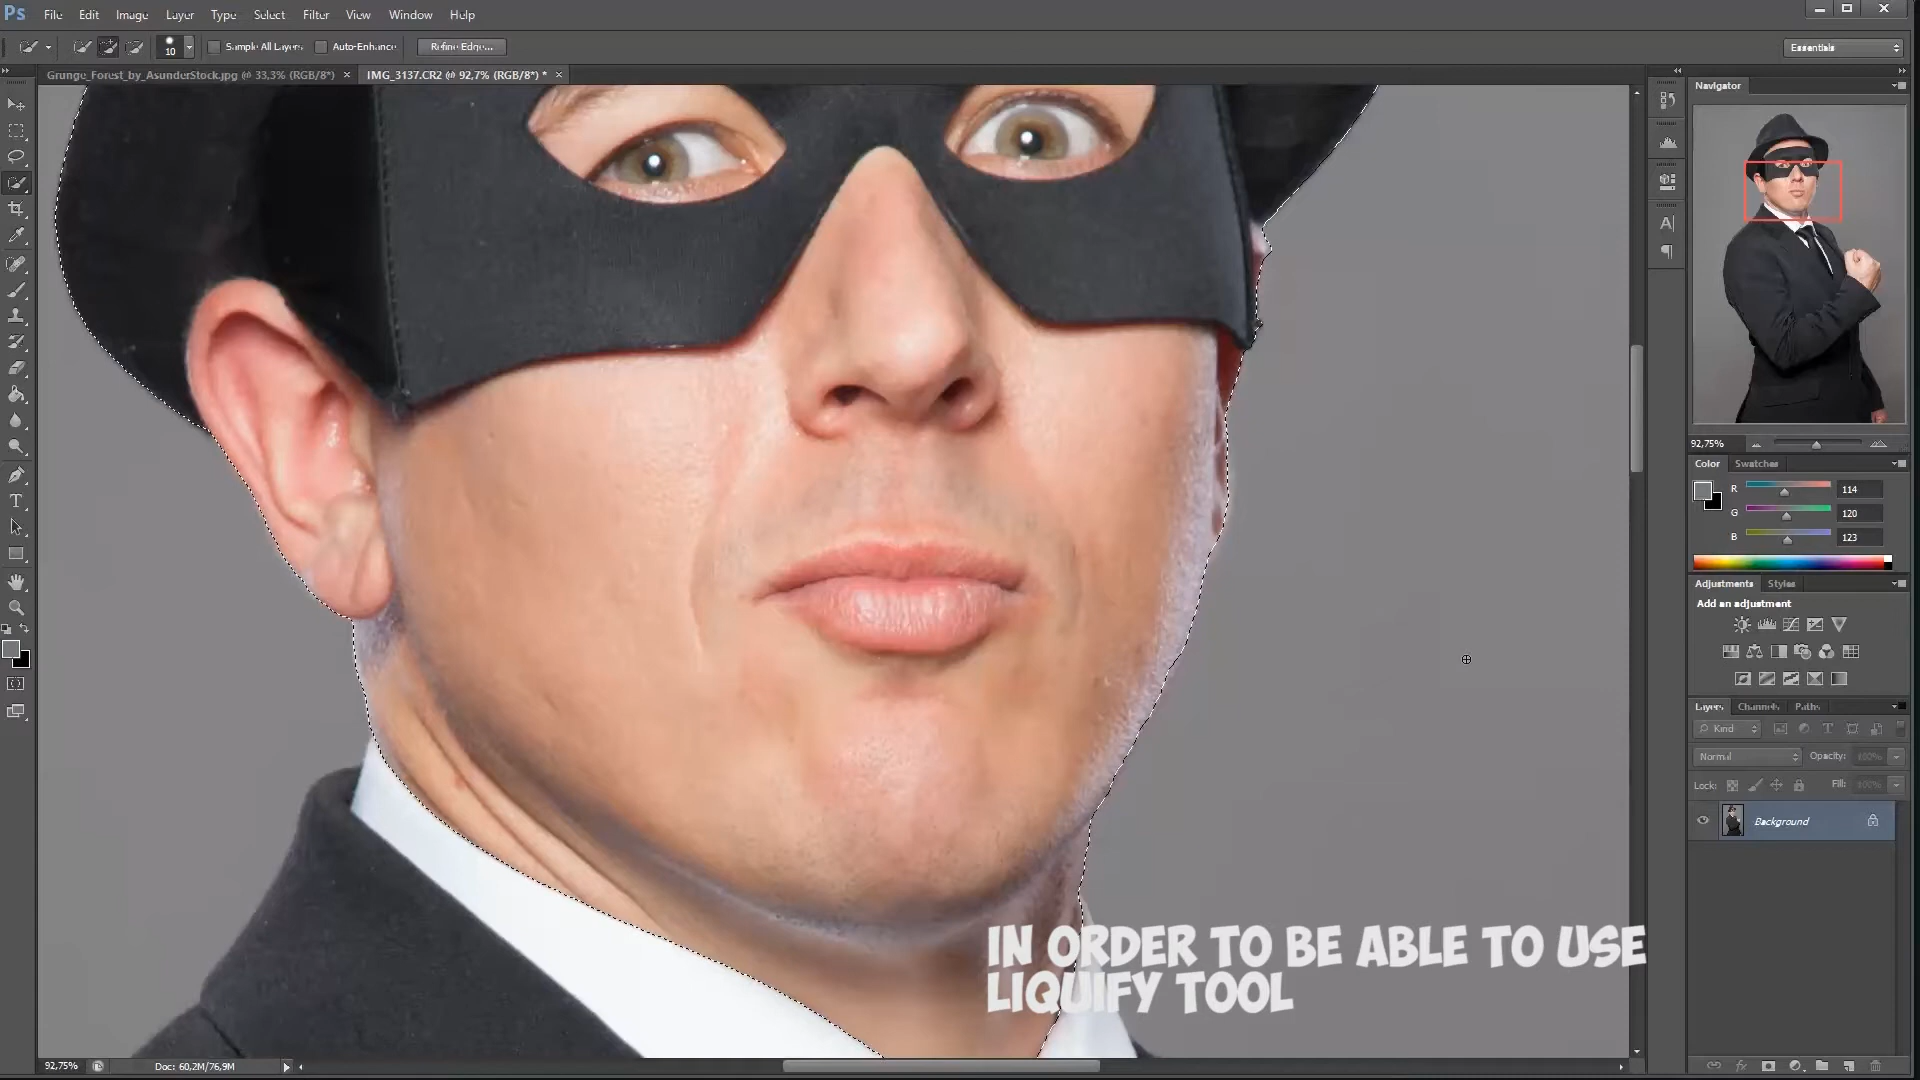 Ps File Edit Image Layer Type Select Filter View Window Help
10 Sample All Layers Auto-Enhance Refine Edge... Essentials
Grunge_Forest_by_AsunderStock.jpg @ 33,3% (RGB/8*) × IMG_3137.CR2 @ 92,7% (RGB/8*) * ×
Navigator
92,75%
Color Swatches
R 114
G 120
B 123
Adjustments Styles
Add an adjustment
Layers Channels Paths
Kind
Normal Opacity: 100%
Lock: Fill: 100%
Background
IN ORDER TO BE ABLE TO USE
LIQUIFY TOOL
92,75% Doc: 60,2M/76,9M